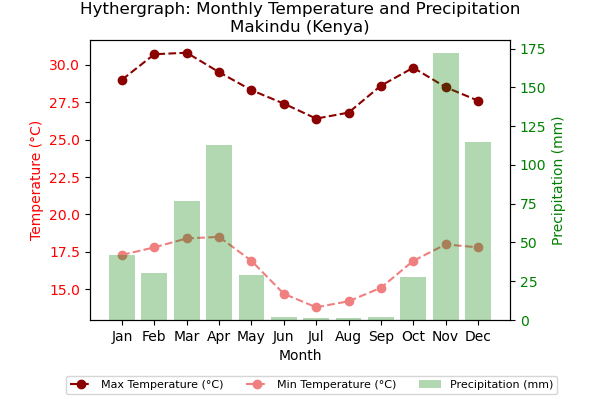 Hythergraph: Monthly Temperature and Precipitation
Makindu (Kenya)
Temperature (°C)
30.0
27.5
25.0
22.5
20.0
17.5
15.0
175
150
125
100
75
50
25
0
Precipitation (mm)
Jan Feb Mar Apr May Jun Jul Aug Sep Oct Nov Dec
Month
Max Temperature (°C) Min Temperature (°C) Precipitation (mm)